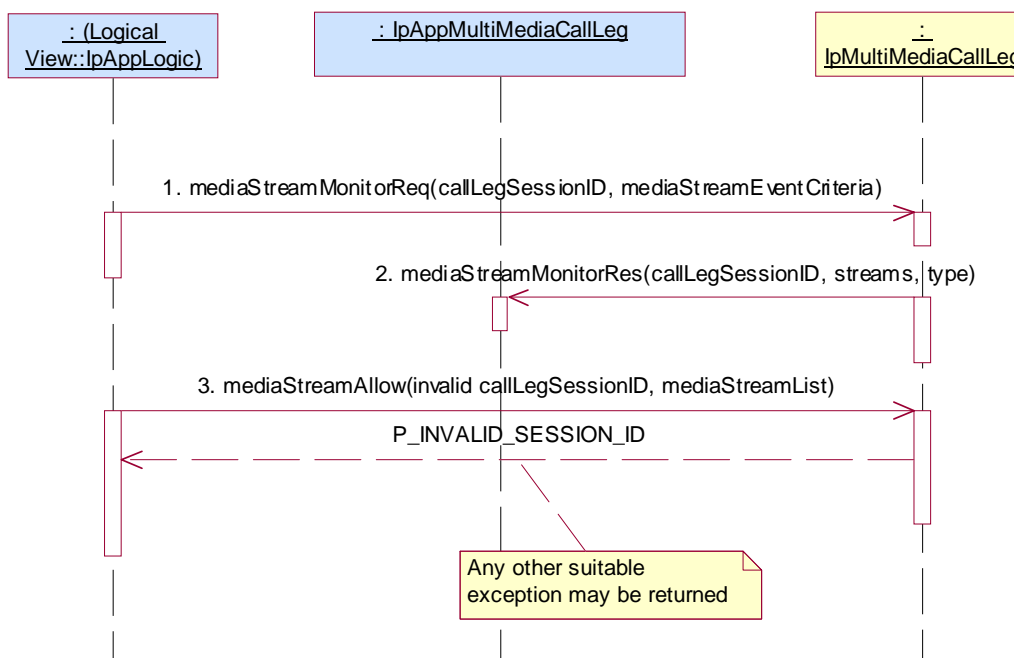 : (Logical
View::IpAppLogic)
: IpAppMultiMediaCallLeg
:
IpMultiMediaCallLeg
1. mediaStreamMonitorReq(callLegSessionID, mediaStreamEventCriteria)
2. mediaStreamMonitorRes(callLegSessionID, streams, type)
3. mediaStreamAllow(invalid callLegSessionID, mediaStreamList)
P_INVALID_SESSION_ID
Any other suitable
exception may be returned